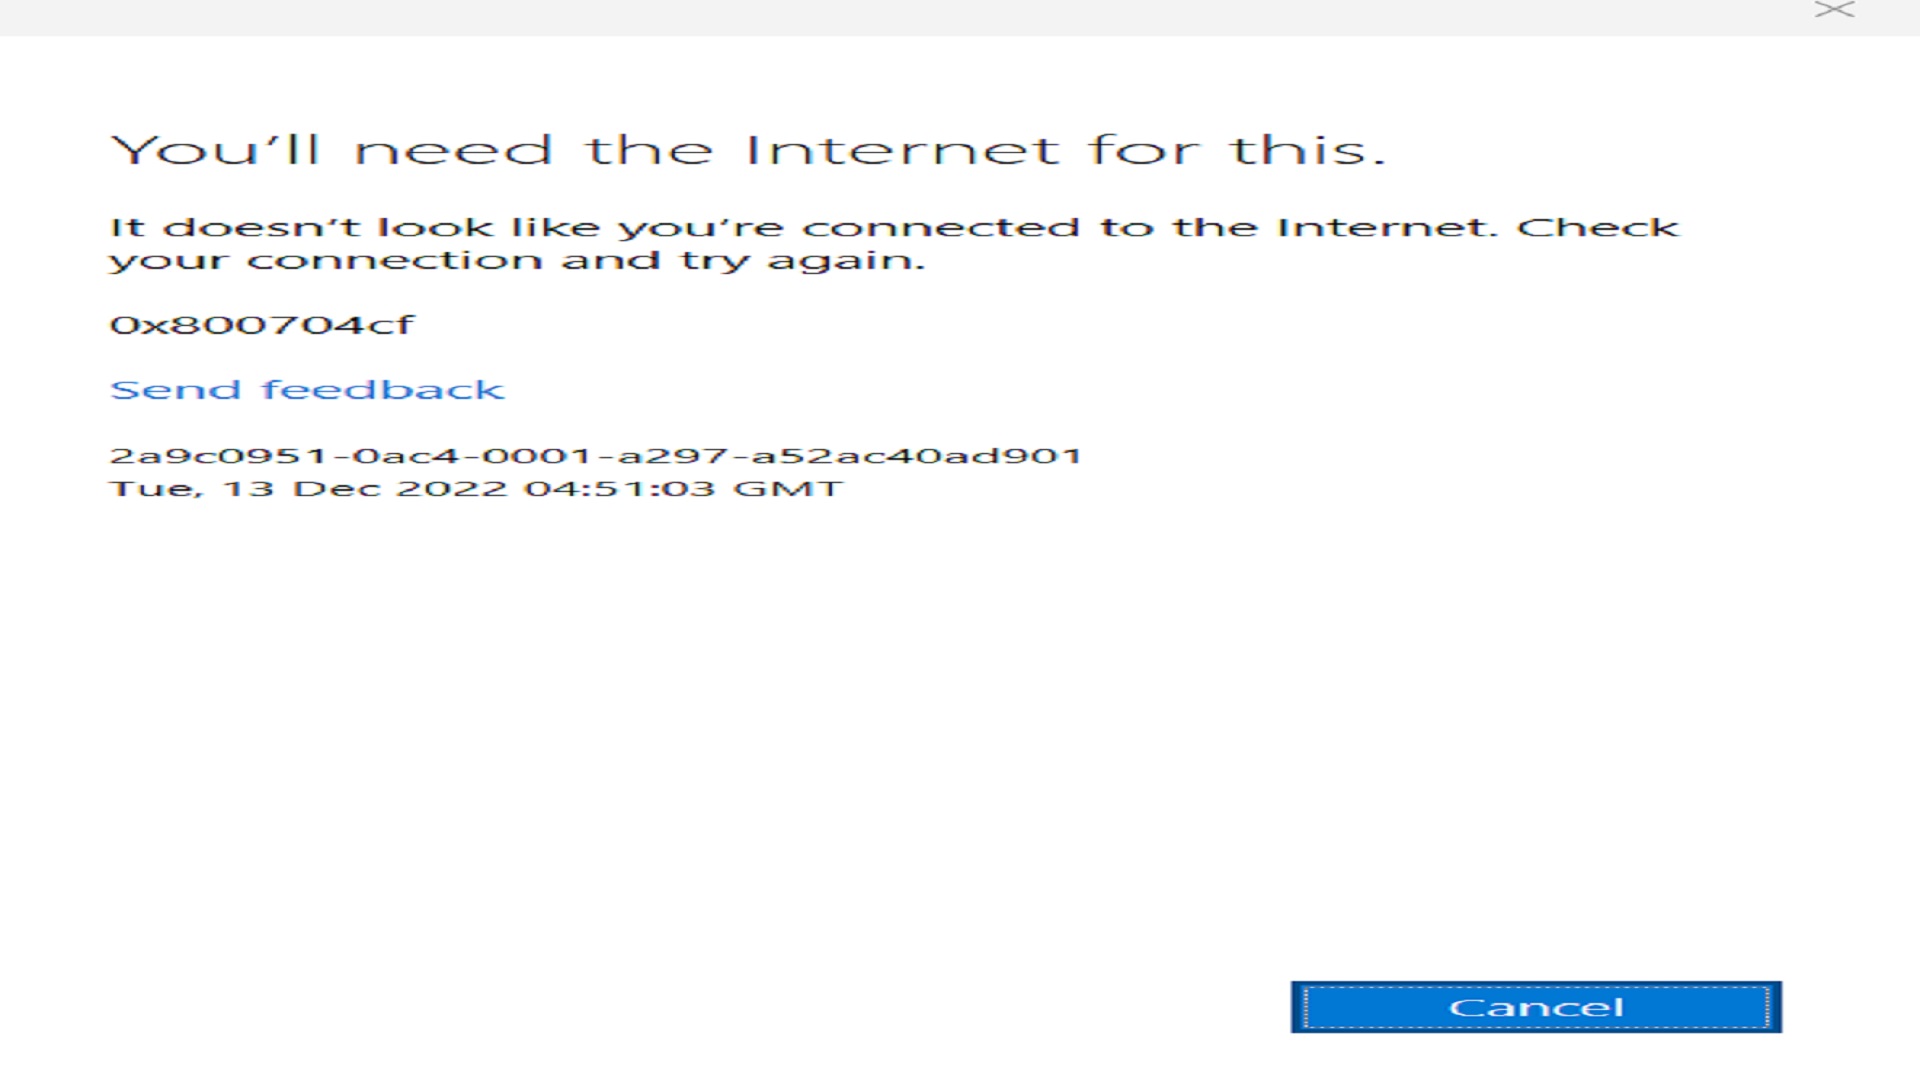 You’ll need the Internet for this.
It doesn’t look like you’re connected to the Internet. Check
your connection and try again.
0x800704cf
Send feedback
2a9c0951-0ac4-0001-a297-a52ac40ad901
Tue, 13 Dec 2022 04:51:03 GMT
Cancel